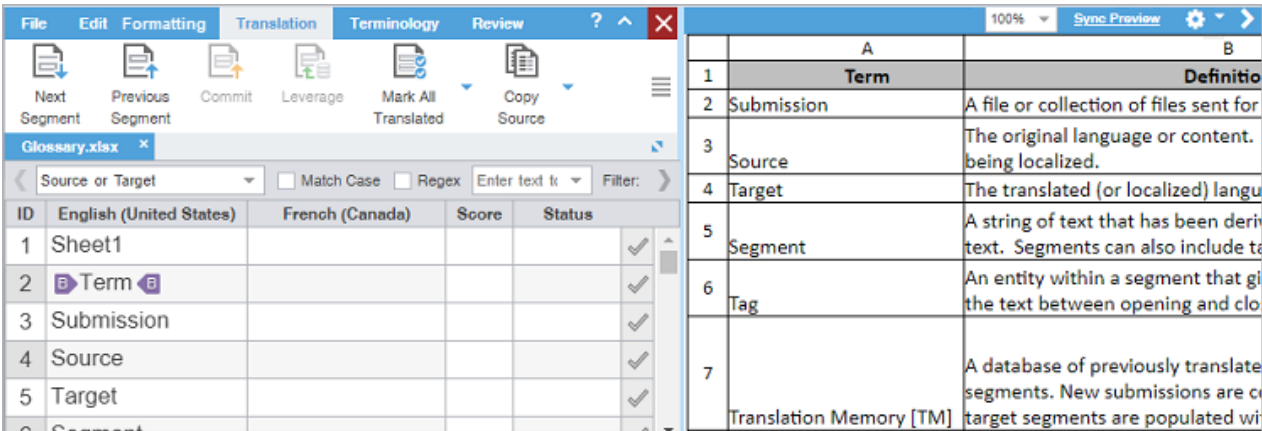 File Edit Formatting Translation Terminology Review ?
Next Segment
Previous Segment
Commit
Leverage
Mark All Translated
Copy Source
Glossary.xlsx
Source or Target Match Case Regex Enter text Filter:
ID English (United States) French (Canada) Score Status
1 Sheet1
2 B Term B
3 Submission
4 Source
5 Target
100% Sync Preview
A B
1 Term Definitio
2 Submission A file or collection of files sent for
The original language or content.
3 Source being localized.
4 Target The translated (or localized) langu
A string of text that has been deri
5 Segment text. Segments can also include ta
An entity within a segment that gi
6 Tag the text between opening and clo
A database of previously translate
7 segments. New submissions are c
Translation Memory [TM] target segments are populated wi